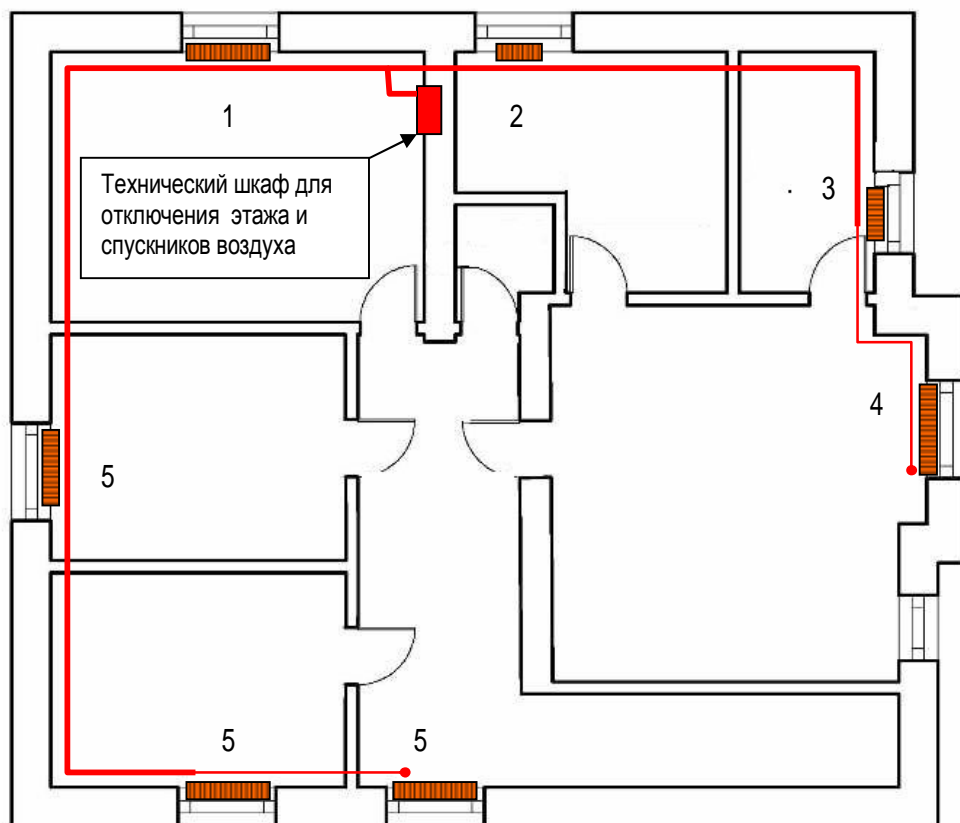 1
2
Технический шкаф для
отключения этажа и
спускников воздуха
3
4
5
5
5